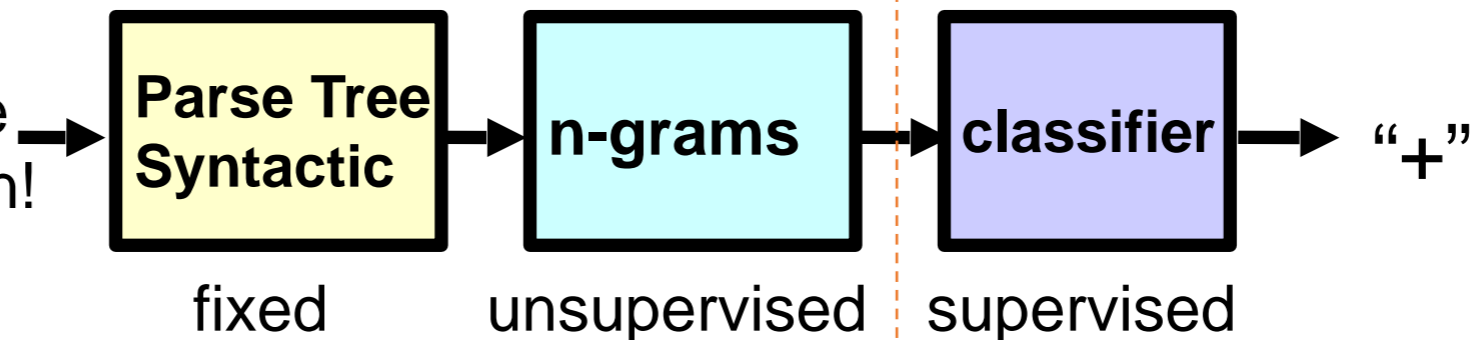 Parse Tree
Syntactic
n-grams
classifier
“+”
fixed
unsupervised
supervised